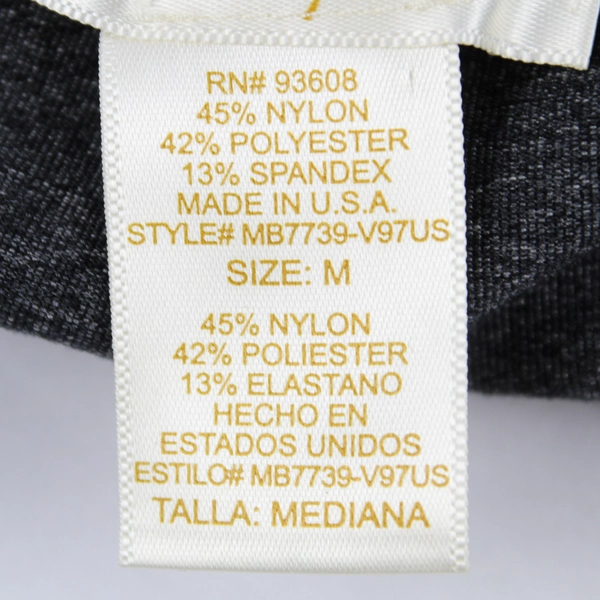 RN# 93608
45% NYLON
42% POLYESTER
13% SPANDEX
MADE IN U.S.A.
STYLE# MB7739-V97US
SIZE: M
45% NYLON
42% POLIESTER
13% ELASTANO
HECHO EN
ESTADOS UNIDOS
ESTILO# MB7739-V97US
TALLA: MEDIANA